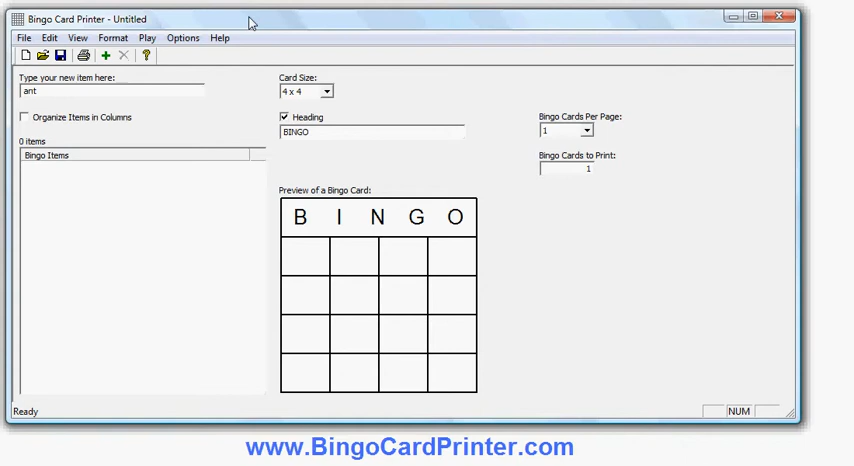 Bingo Card Printer - Untitled
File Edit View Format Play Options Help
Type your new item here:
ant
Organize Items in Columns
0 items
Bingo Items
Card Size:
4 x 4
Heading
BINGO
Bingo Cards Per Page:
1
Bingo Cards to Print:
1
Preview of a Bingo Card:
B I N G O
Ready
NUM
www.BingoCardPrinter.com